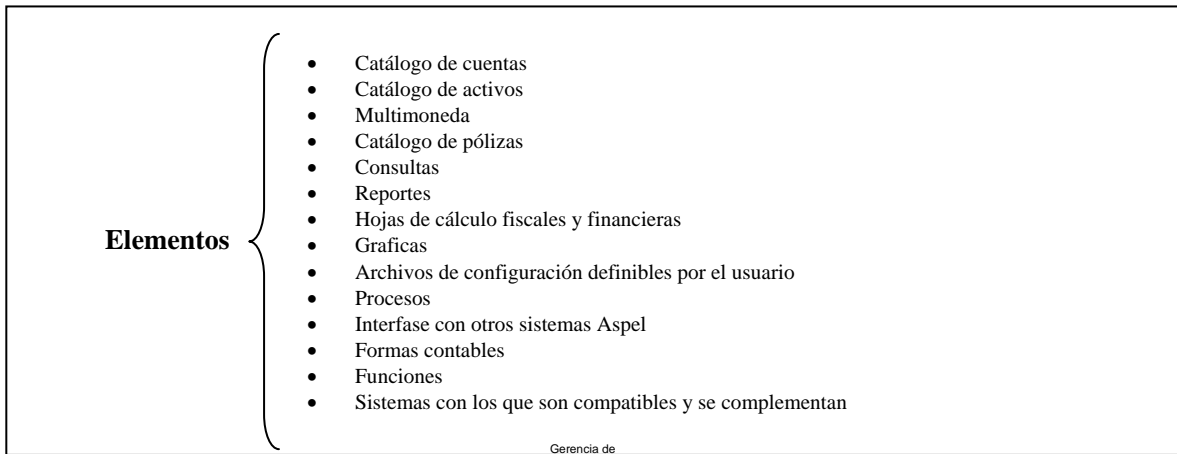 Elementos
• Catálogo de cuentas
• Catálogo de activos
• Multimoneda
• Catálogo de pólizas
• Consultas
• Reportes
• Hojas de cálculo fiscales y financieras
• Graficas
• Archivos de configuración definibles por el usuario
• Procesos
• Interfase con otros sistemas Aspel
• Formas contables
• Funciones
• Sistemas con los que son compatibles y se complementan
Gerencia de